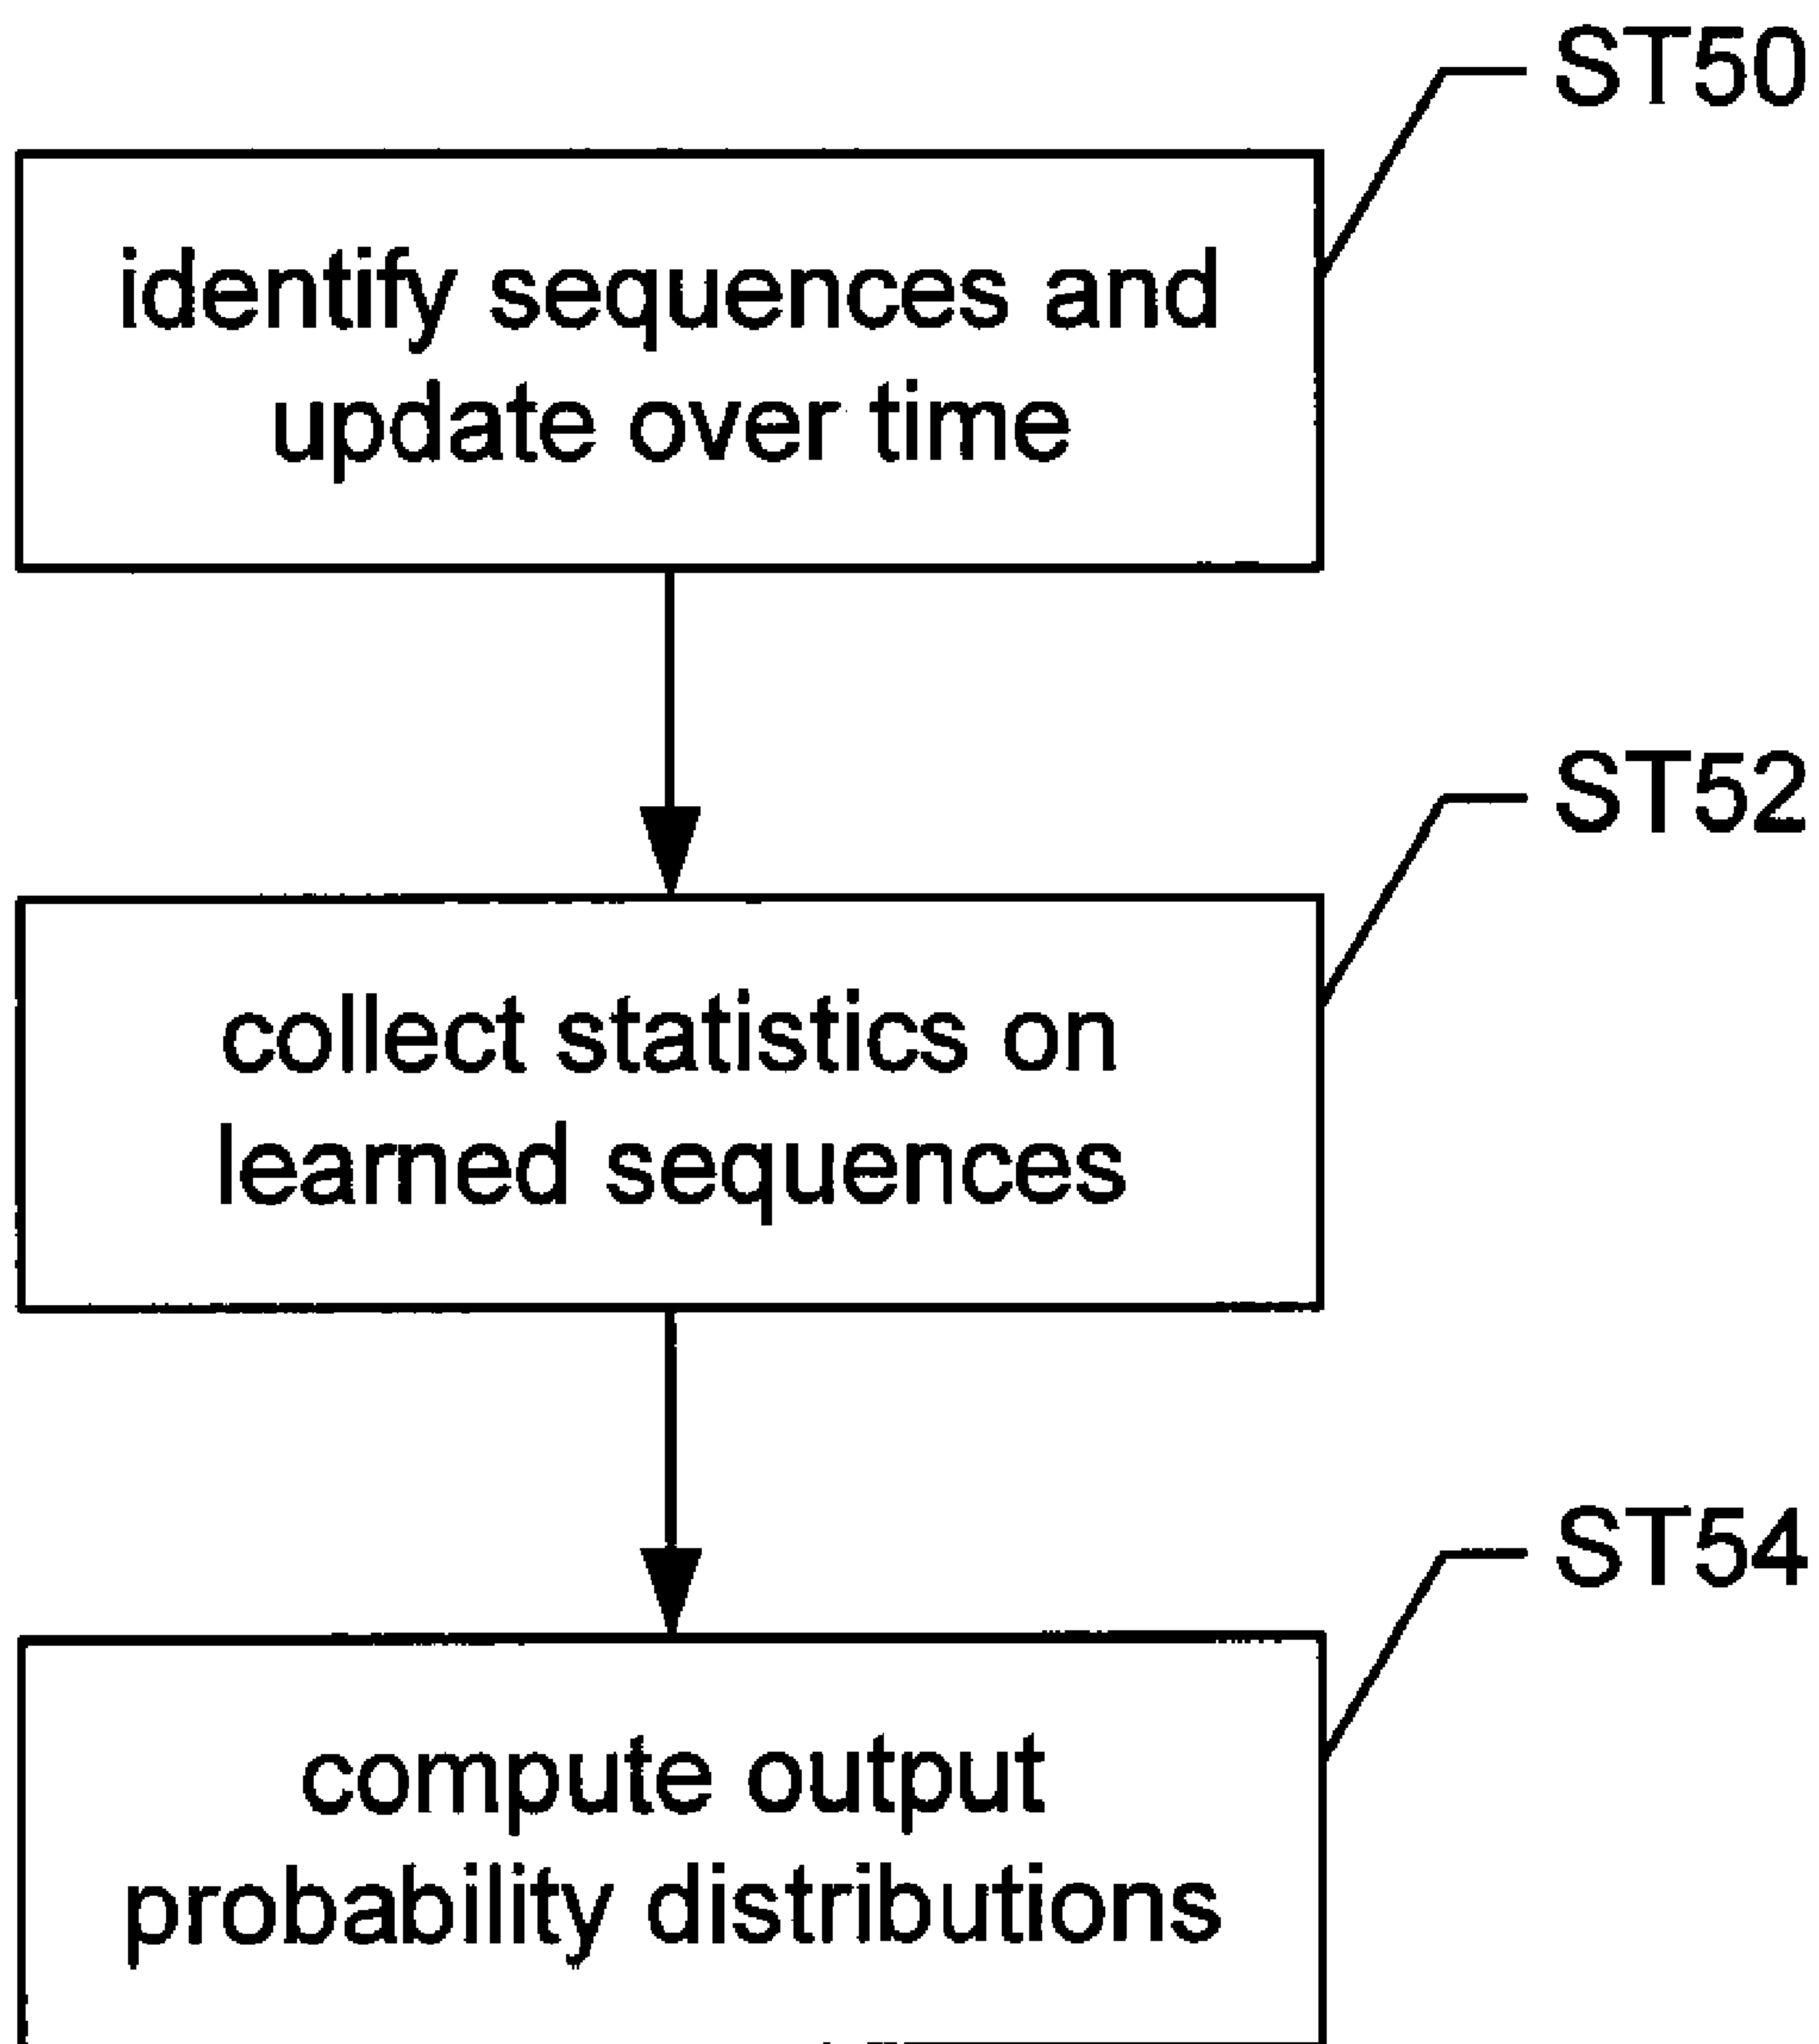 ST50
identify sequences and
update over time
ST52
collect statistics on
learned sequences
ST54
compute output
probability distributions